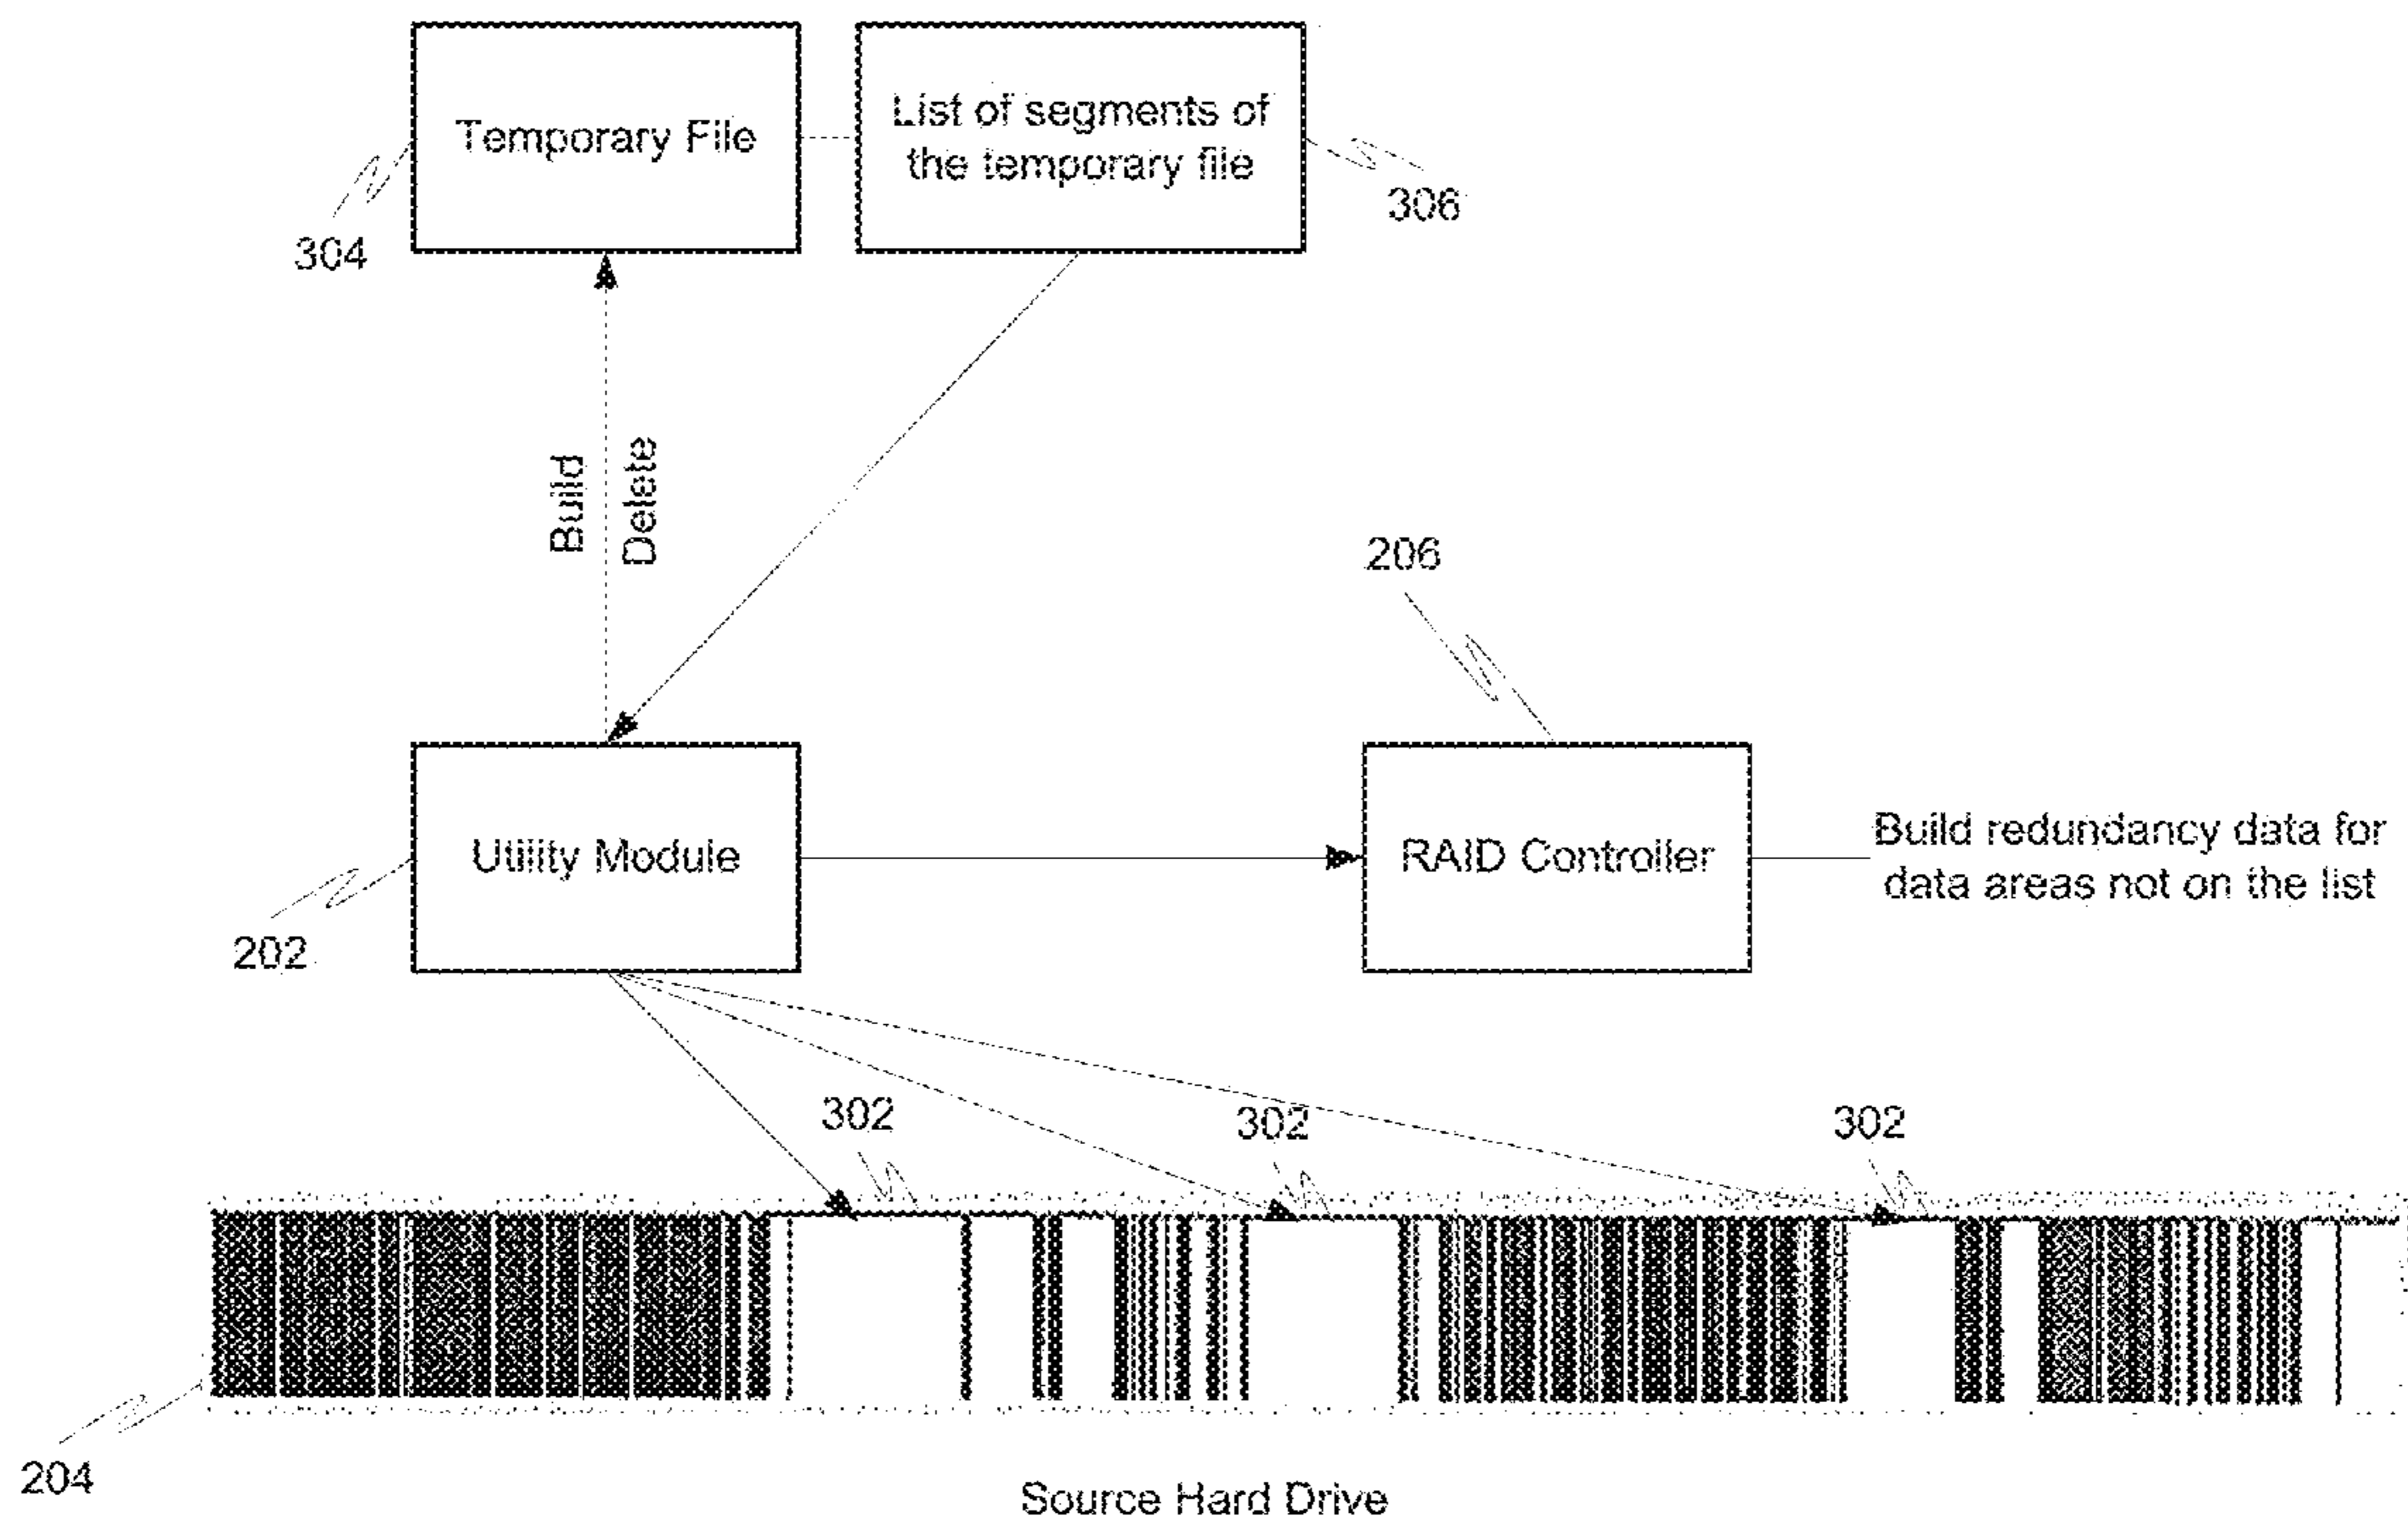 Temporary File
List of segments of
the temporary file
304
306
Build
Delete
206
Utility Module
RAID Controller
Build redundancy data for
data areas not on the list
202
302
302
302
204
Source Hard Drive